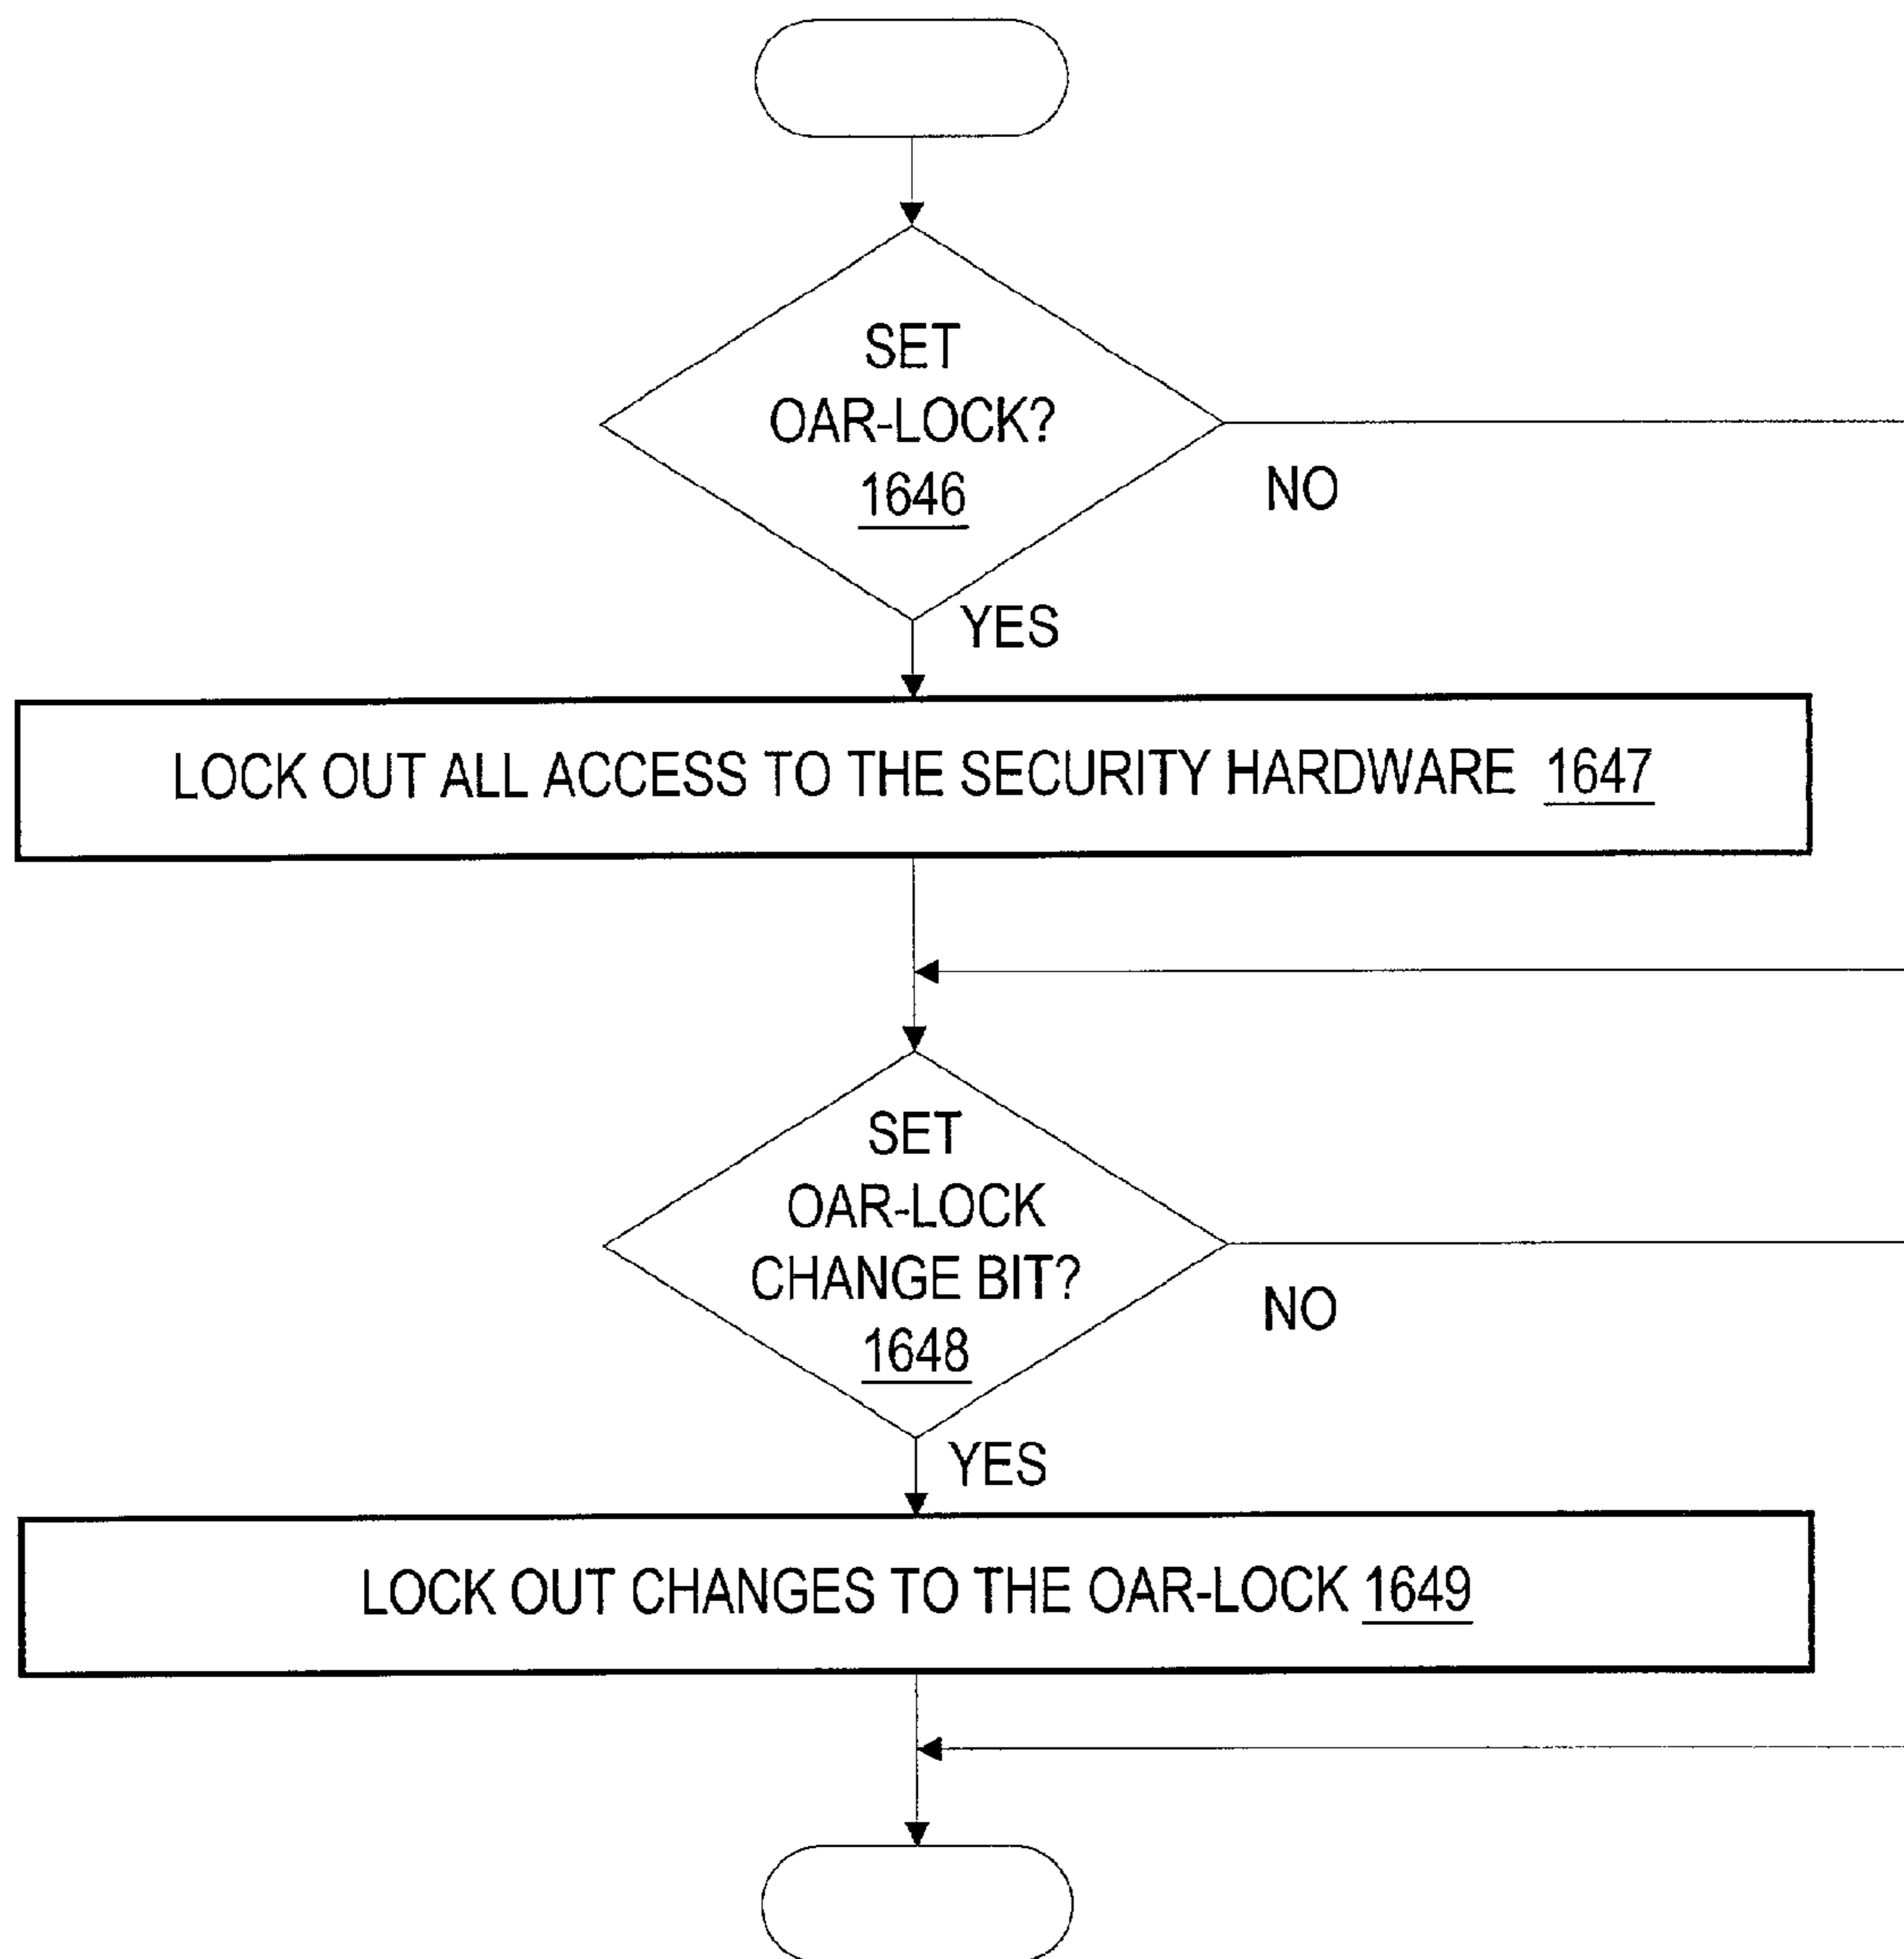 SET
OAR-LOCK?
1646
NO
YES
LOCK OUT ALL ACCESS TO THE SECURITY HARDWARE 1647
SET
OAR-LOCK
CHANGE BIT?
1648
NO
YES
LOCK OUT CHANGES TO THE OAR-LOCK 1649